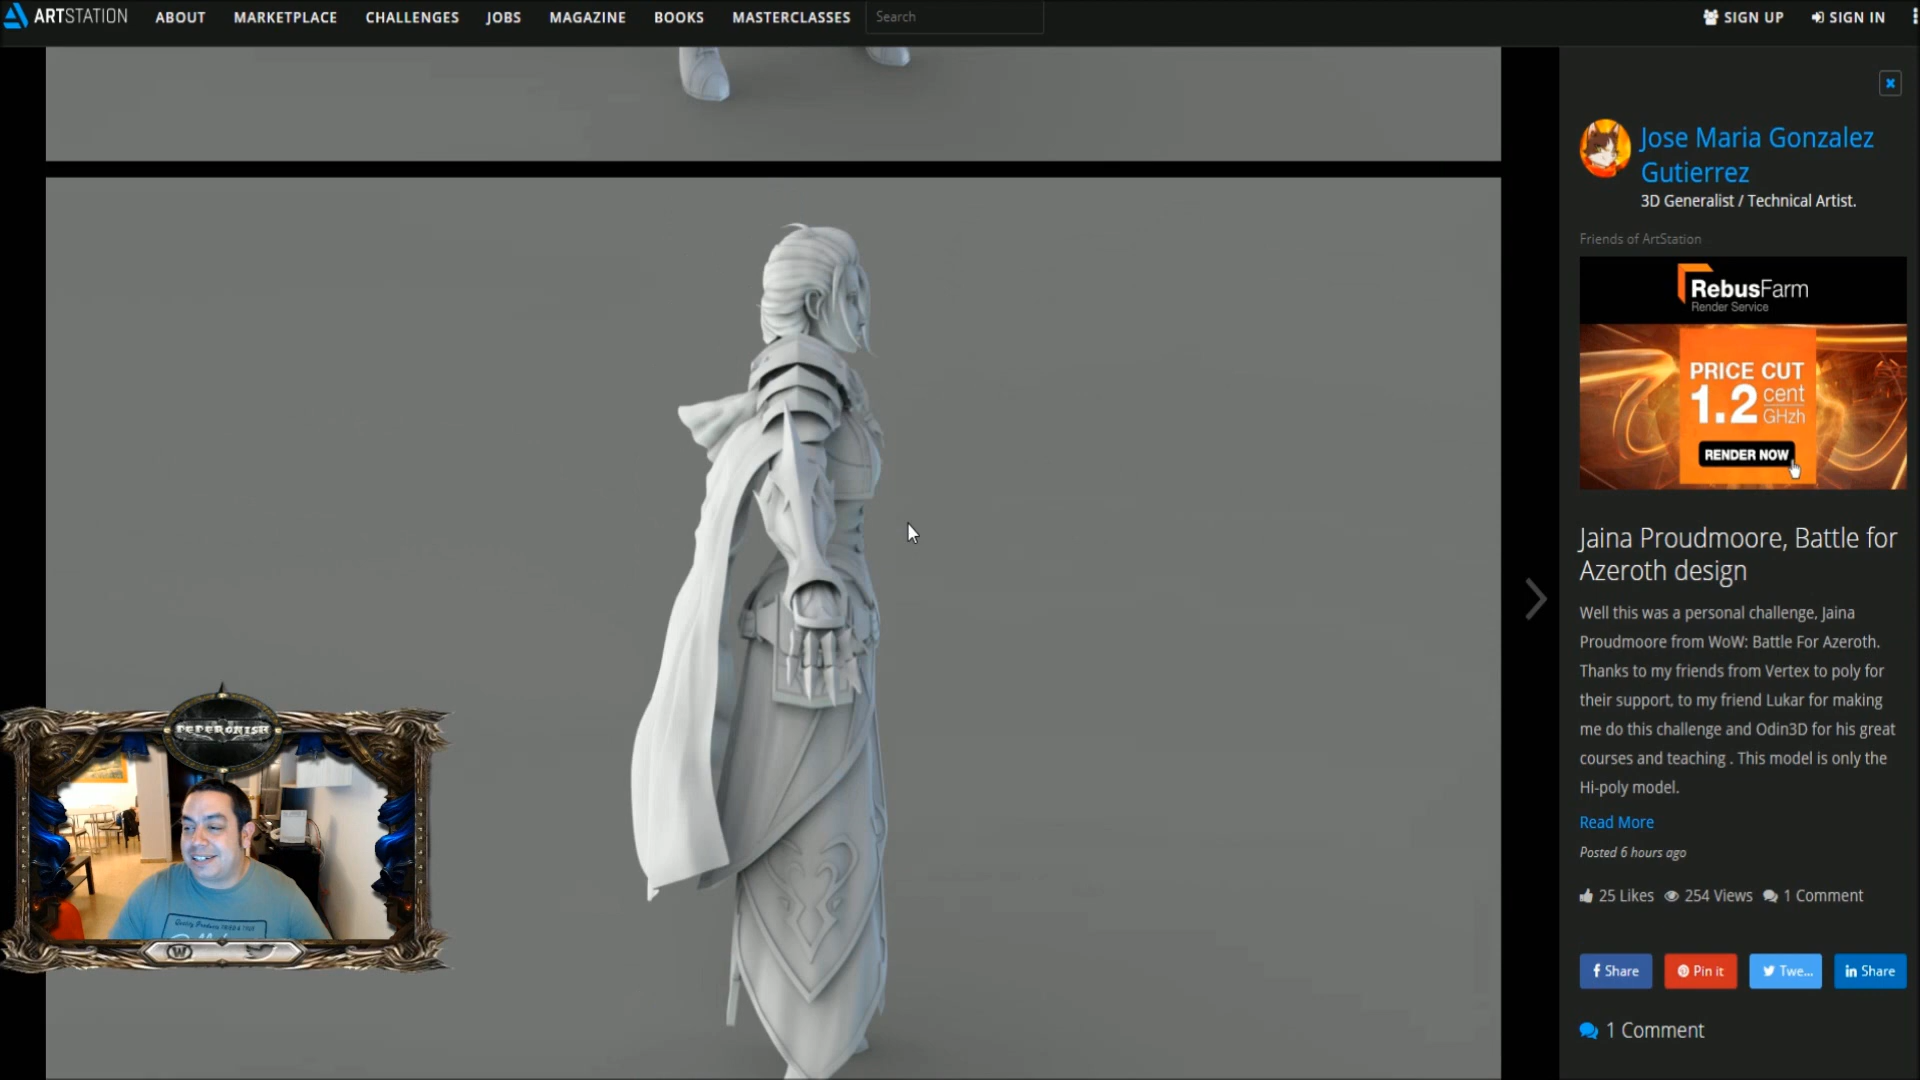 ARTSTATION
ABOUT
MARKETPLACE
CHALLENGES
JOBS
MAGAZINE
BOOKS
MASTERCLASSES
Search
SIGN UP
SIGN IN
Jose Maria Gonzalez
Gutierrez
3D Generalist / Technical Artist.
Friends of ArtStation
RebusFarm
Render Service
PRICE CUT
1.2 cent
GHzh
RENDER NOW
Jaina Proudmoore, Battle for
Azeroth design
Well this was a personal challenge, Jaina
Proudmoore from WoW: Battle For Azeroth.
Thanks to my friends from Vertex to poly for
their support, to my friend Lukar for making
me do this challenge and Odin3D for his great
courses and teaching . This model is only the
Hi-poly model.
Read More
Posted 6 hours ago
25 Likes
254 Views
1 Comment
Share
Pin it
Twe...
Share
1 Comment
PEPERONISH
W